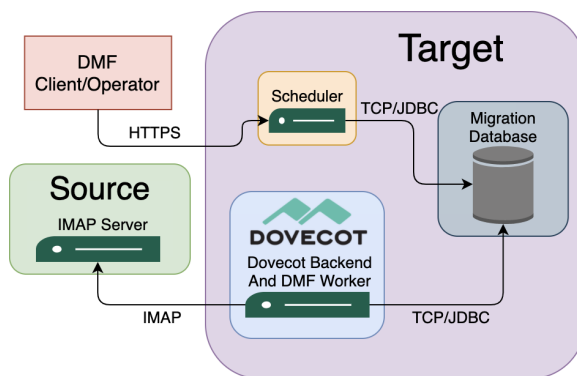 DMF
Client/Operator
Target
Scheduler
TCP/JDBC
Migration
Database
HTTPS
Source
IMAP Server
DOVECOT
Dovecot Backend
And DMF Worker
IMAP
TCP/JDBC